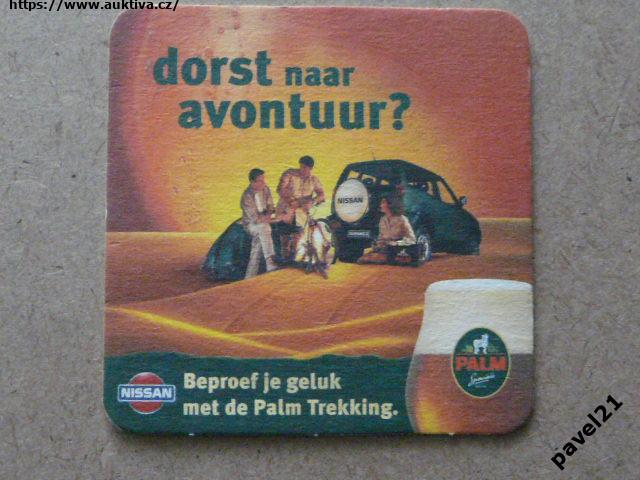 https://www.auktiva.cz/
dorst naar
avontuur?
NISSAN
PALM
NISSAN
Beproef je geluk
met de Palm Trekking.
pavel21